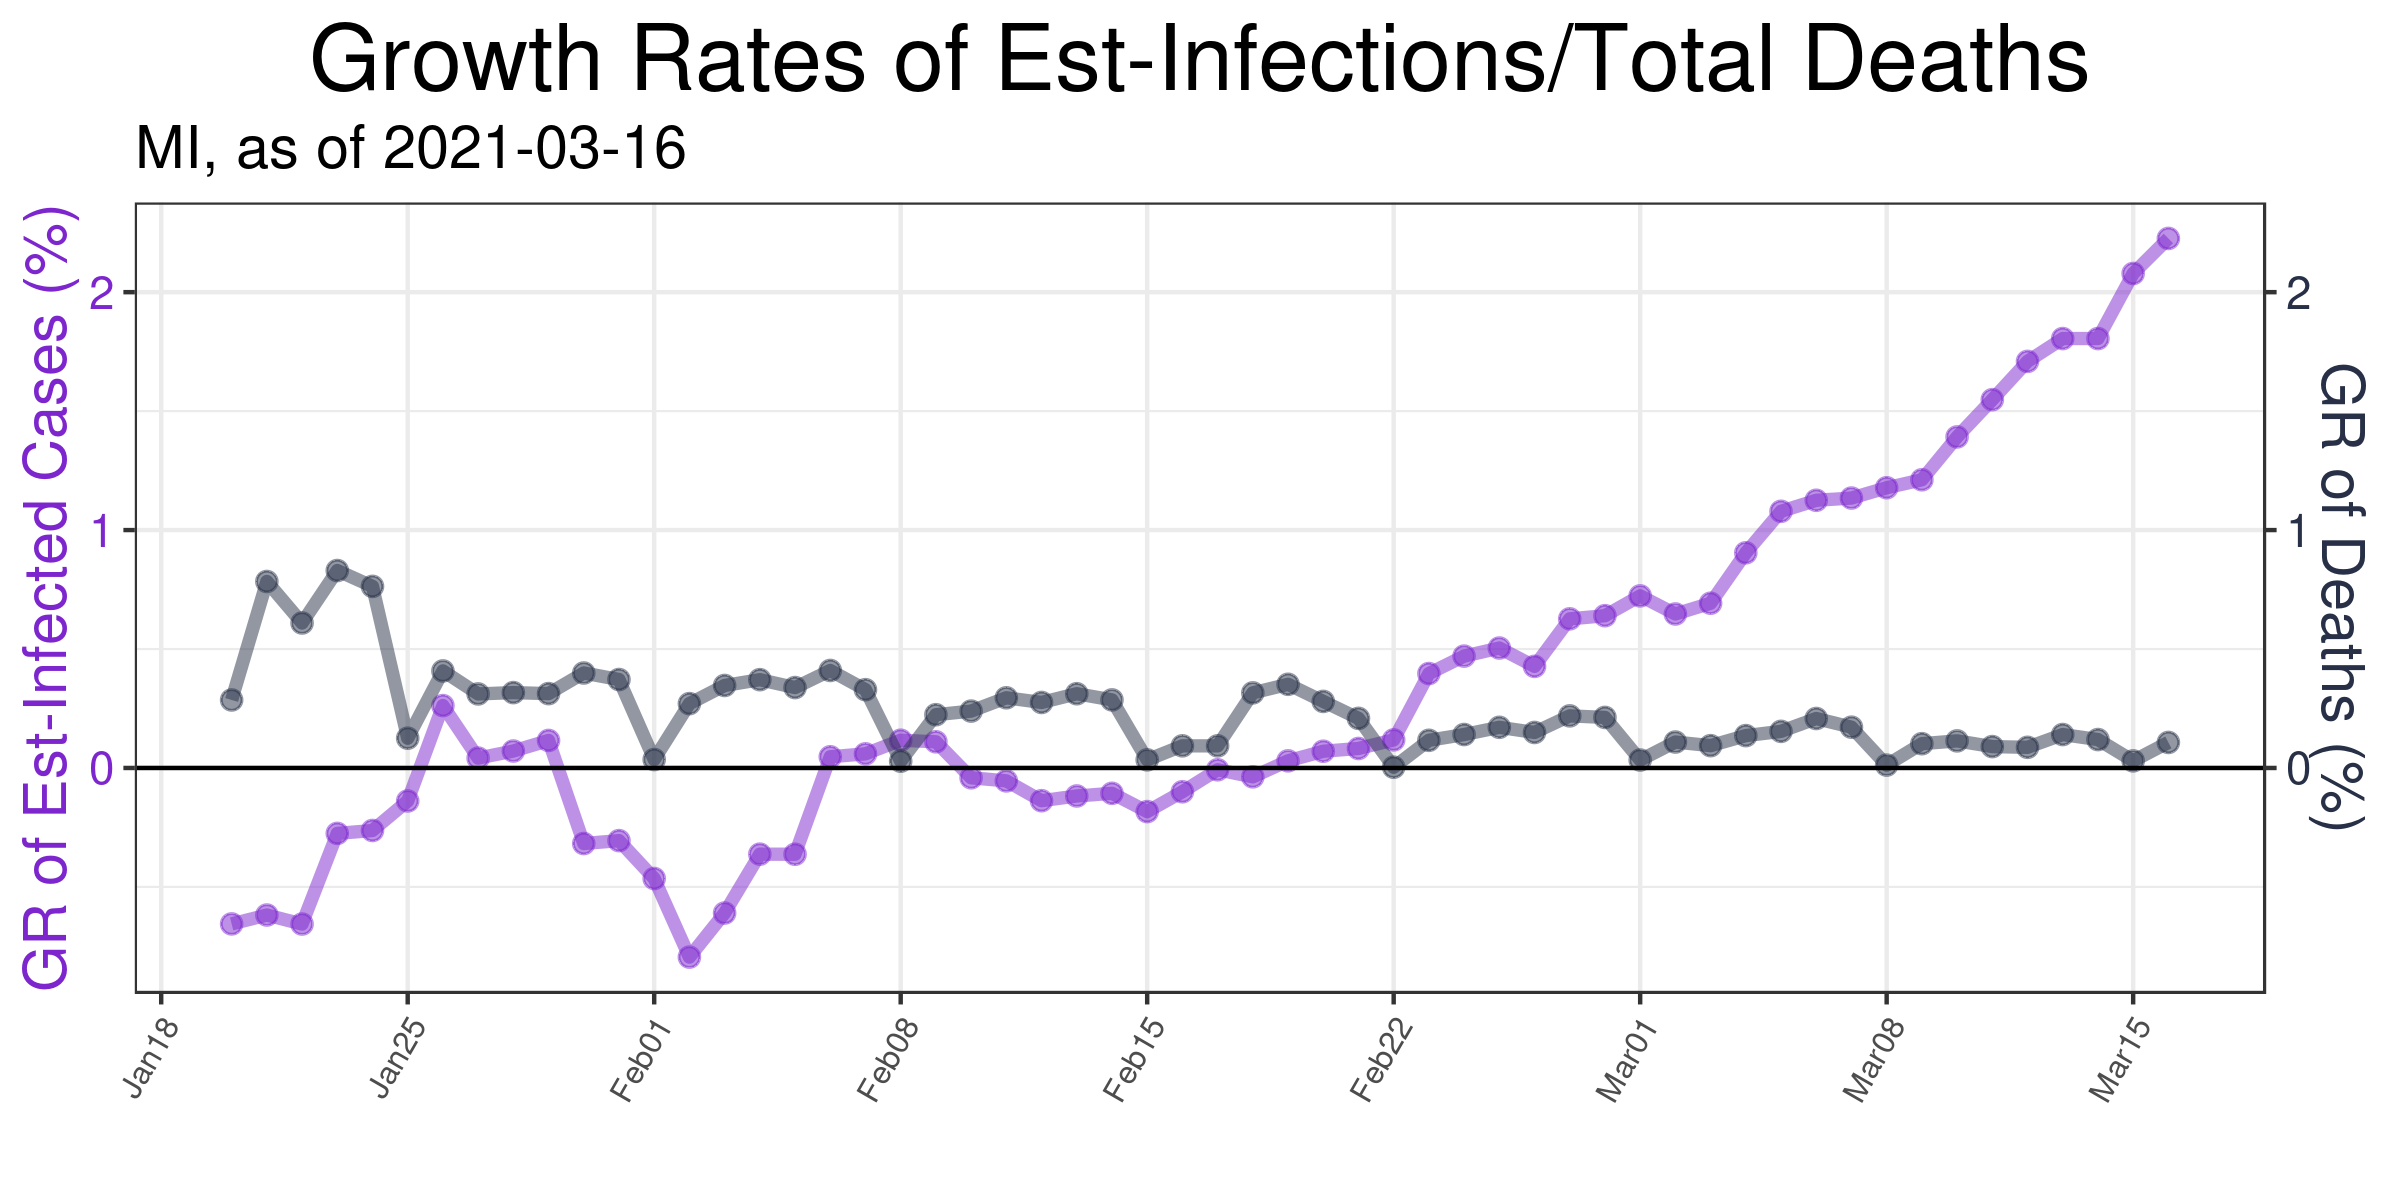 Growth Rates of Est-Infections/Total Deaths
MI, as of 2021-03-16
GR of Est-Infected Cases (%)
2
1
0
2
1
0
GR of Deaths (%)
Jan18
Jan25
Feb01
Feb08
Feb15
Feb22
Mar01
Mar08
Mar15